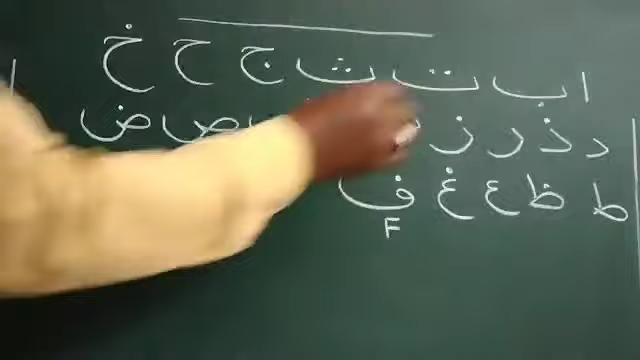 ا ب ت ث ج ح خ
د ذ ر ز ص ض
ط ظ ع غ ف
F